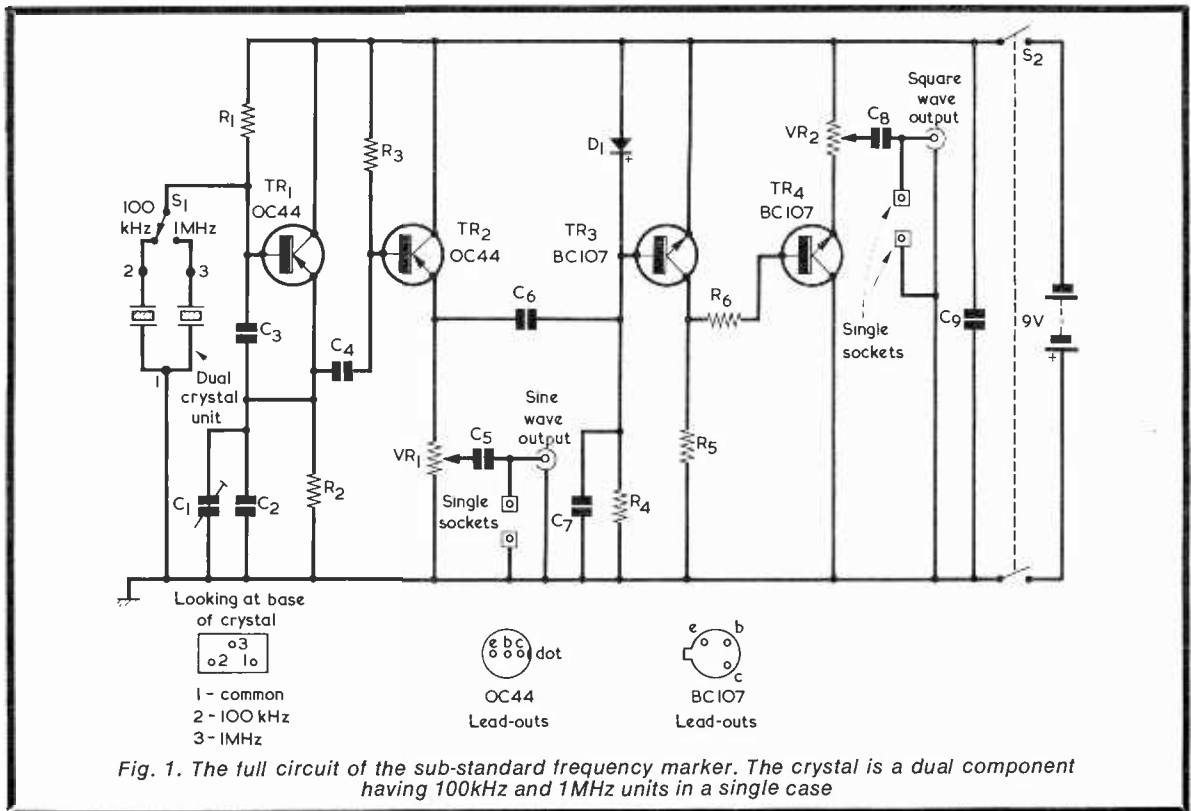 S2
Square
wave
output
C8
VR2
R1
R3
D1
+
TR1
OC44
S1
100
kHz
1MHz
TR2
OC44
TR3
BC107
TR4
BC107
2
3
C6
R6
C3
C4
Single
sockets
C9
9V
+
1
Dual
crystal
unit
Sine
wave
output
C5
VR1
R5
C1
C2
R2
Single
sockets
C7
R4
Looking at base
of crystal
3
2 1
1 - common
2 - 100 kHz
3 - 1MHz
e b c dot
OC44
Lead-outs
e b
c
BC107
Lead-outs
Fig. 1. The full circuit of the sub-standard frequency marker. The crystal is a dual component
having 100kHz and 1MHz units in a single case